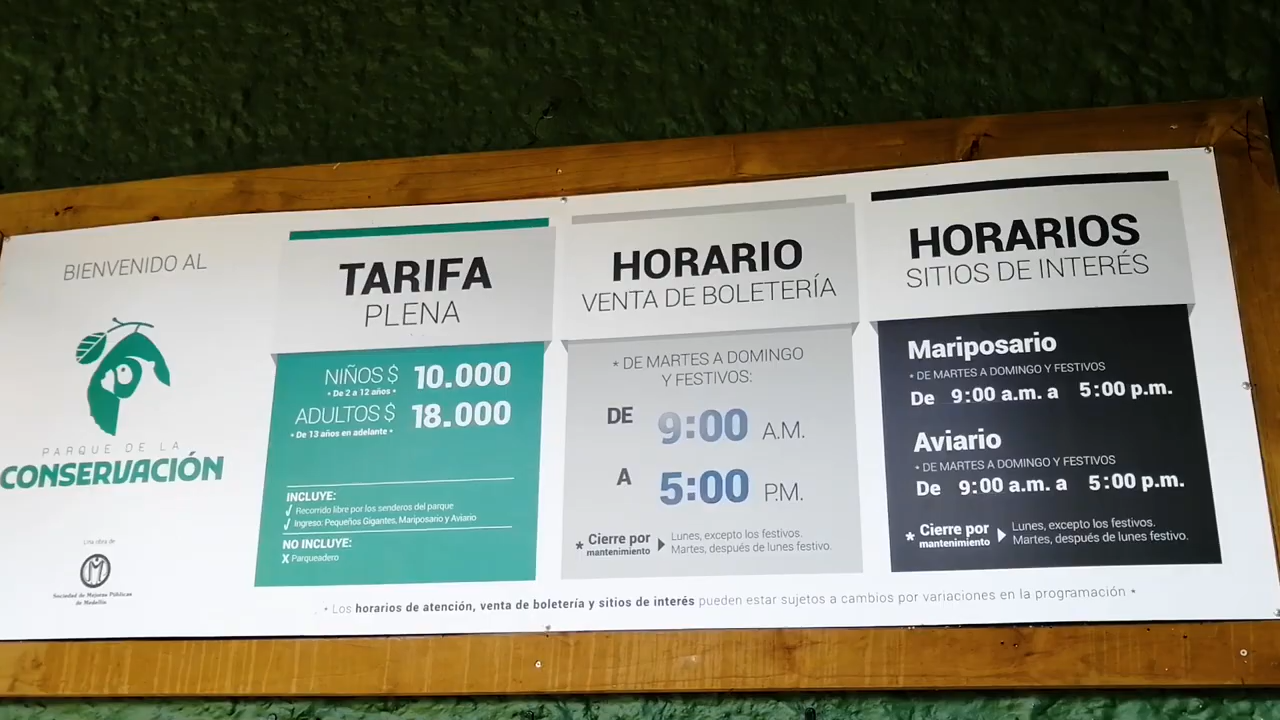 BIENVENIDO AL
PARQUE DE LA
CONSERVACIÓN
Una obra de
Sociedad de Mejoras Públicas
de Medellín
TARIFA
PLENA
NIÑOS $ 10.000
• De 2 a 12 años •
ADULTOS $ 18.000
• De 13 años en adelante •
INCLUYE:
√ Recorrido libre por los senderos del parque
√ Ingreso: Pequeños Gigantes, Mariposario y Aviario
NO INCLUYE:
X Parqueadero
HORARIO
VENTA DE BOLETERÍA
* DE MARTES A DOMINGO
Y FESTIVOS:
DE 9:00 A.M.
A 5:00 P.M.
* Cierre por mantenimiento
Lunes, excepto los festivos.
Martes, después de lunes festivo.
HORARIOS
SITIOS DE INTERÉS
Mariposario
* DE MARTES A DOMINGO Y FESTIVOS
De 9:00 a.m. a 5:00 p.m.
Aviario
* DE MARTES A DOMINGO Y FESTIVOS
De 9:00 a.m. a 5:00 p.m.
* Cierre por mantenimiento
Lunes, excepto los festivos.
Martes, después de lunes festivo.
* Los horarios de atención, venta de boletería y sitios de interés pueden estar sujetos a cambios por variaciones en la programación *